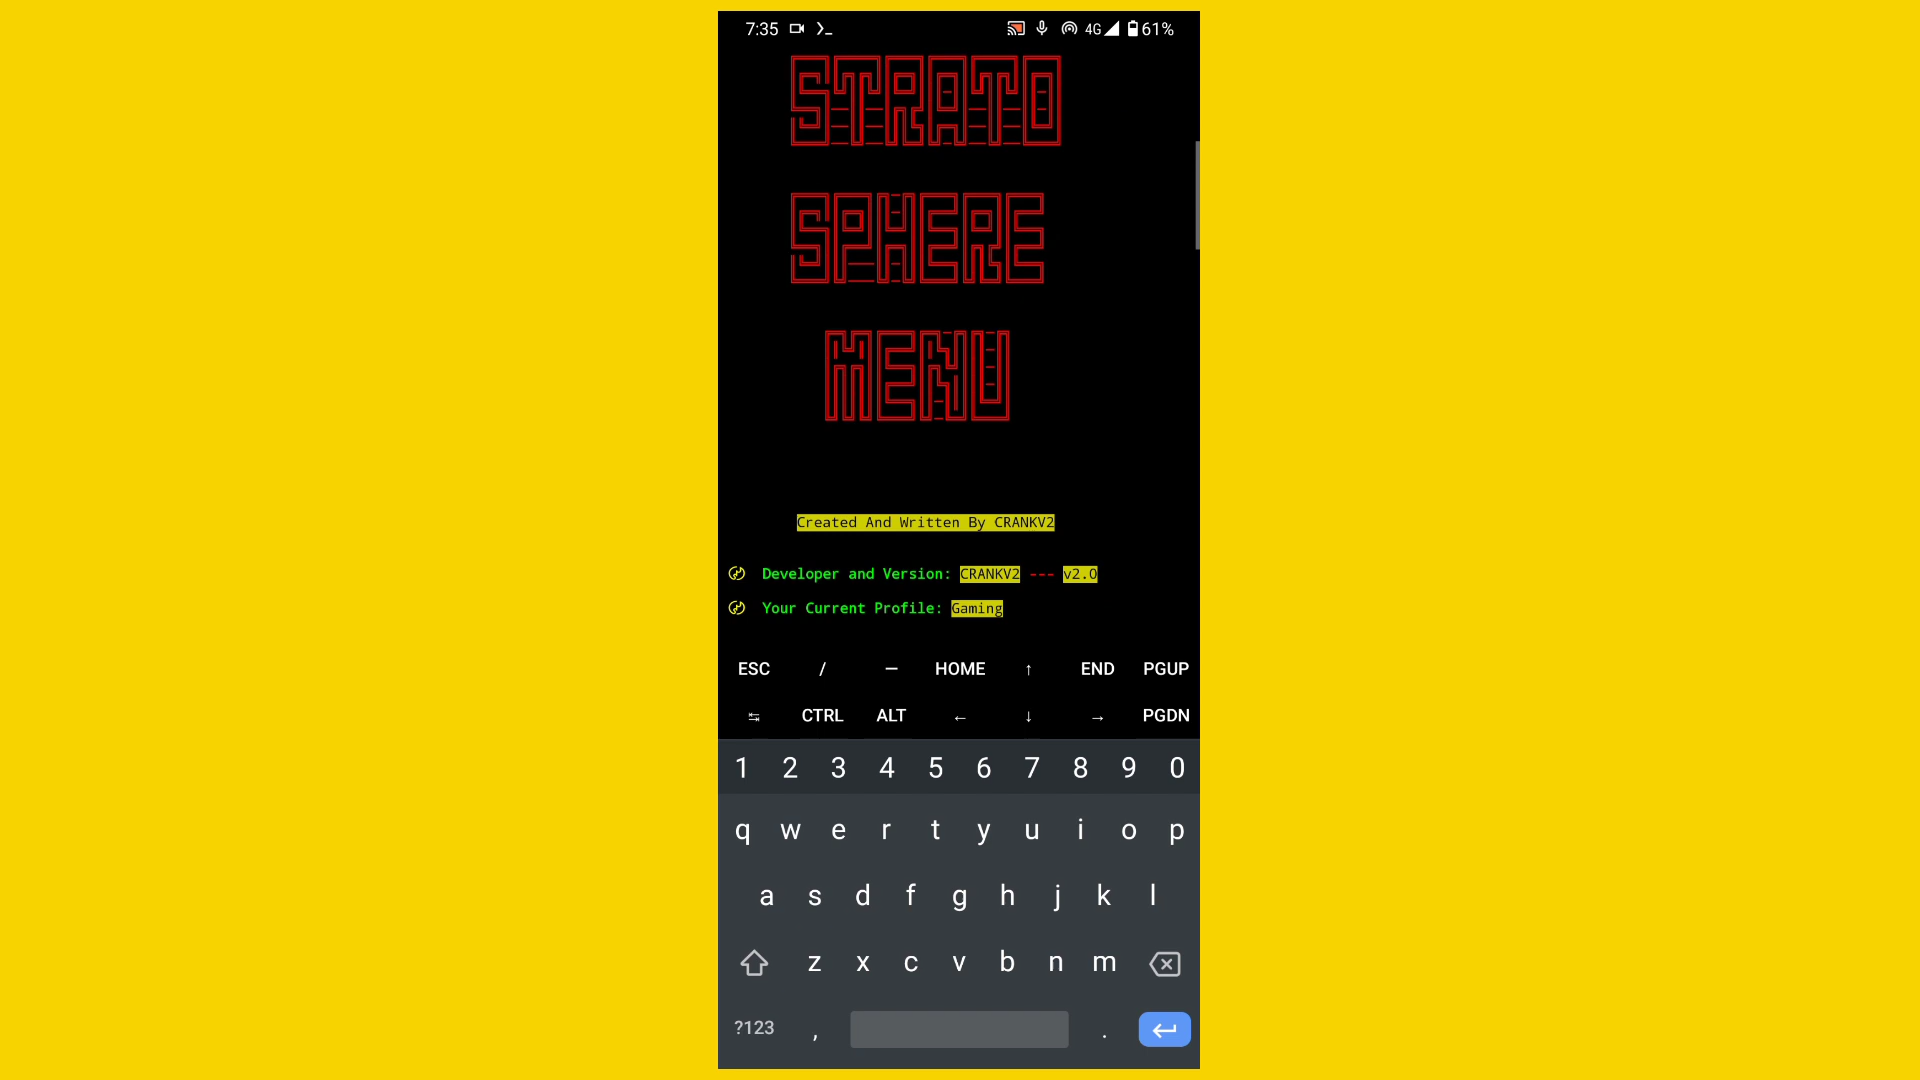 7:35 4G 61%
STRATO
SPHERE
MENU
Created And Written By CRANKV2
Developer and Version: CRANKV2 --- v2.0
Your Current Profile: Gaming
ESC / — HOME ↑ END PGUP
↹ CTRL ALT ← ↓ → PGDN
1 2 3 4 5 6 7 8 9 0
q w e r t y u i o p
a s d f g h j k l
z x c v b n m
?123 , .